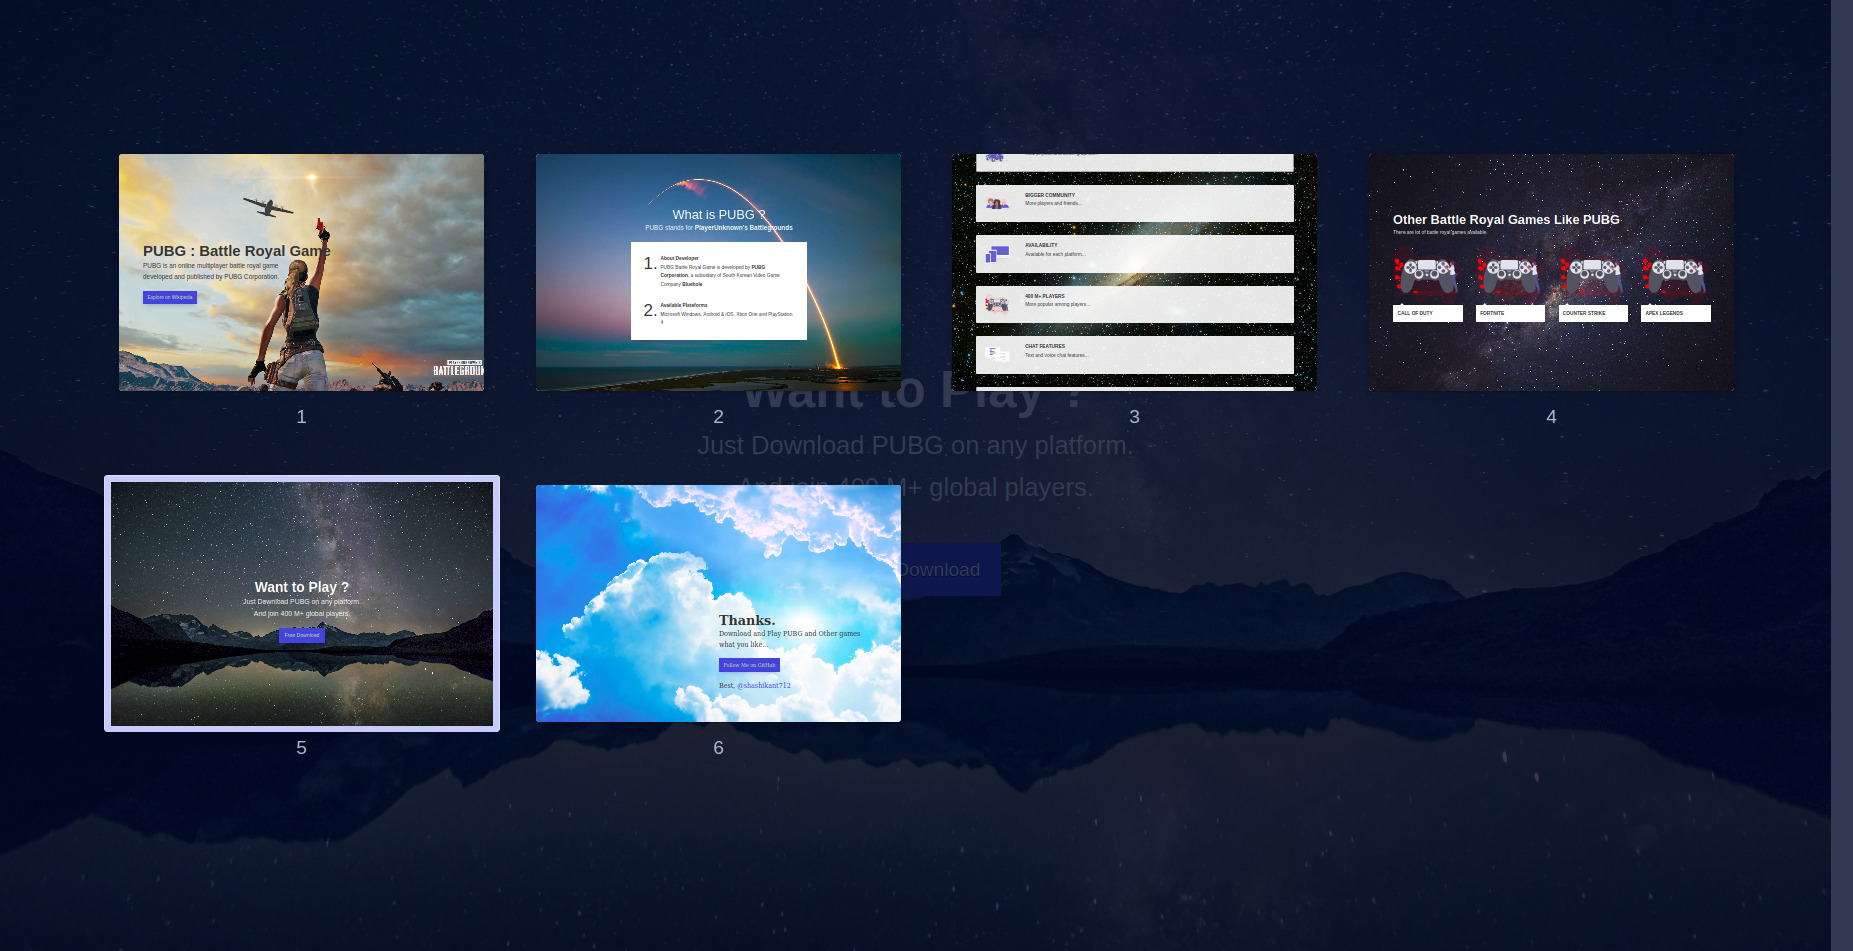 PUBG : Battle Royal Game
PUBG is an online multiplayer battle royal game
developed and published by PUBG Corporation.
Explore on Wikipedia
BATTLEGROUN
1
What is PUBG ?
PUBG stands for PlayerUnknown's Battlegrounds
1.
About Developer
PUBG Battle Royal Game is developed by PUBG
Corporation, a subsidiary of South Korean Video Game
Company Bluehole
2.
Available Plateforms
Microsoft Windows, Android & iOS, Xbox One and PlayStation
4
2
BIGGER COMMUNITY
More players and friends...
AVAILABILITY
Available for each platform...
400 M+ PLAYERS
More popular among players...
CHAT FEATURES
Text and voice chat features...
3
Other Battle Royal Games Like PUBG
There are lot of battle royal games available.
CALL OF DUTY
FORTNITE
COUNTER STRIKE
APEX LEGENDS
4
Want to Play ?
Just Download PUBG on any platform.
And join 400 M+ global players.
Download
Want to Play ?
Just Download PUBG on any platform.
And join 400 M+ global players.
Free Download
5
Thanks.
Download and Play PUBG and Other games
what you like...
Follow Me on GitHub
Best, @shashikant712
6